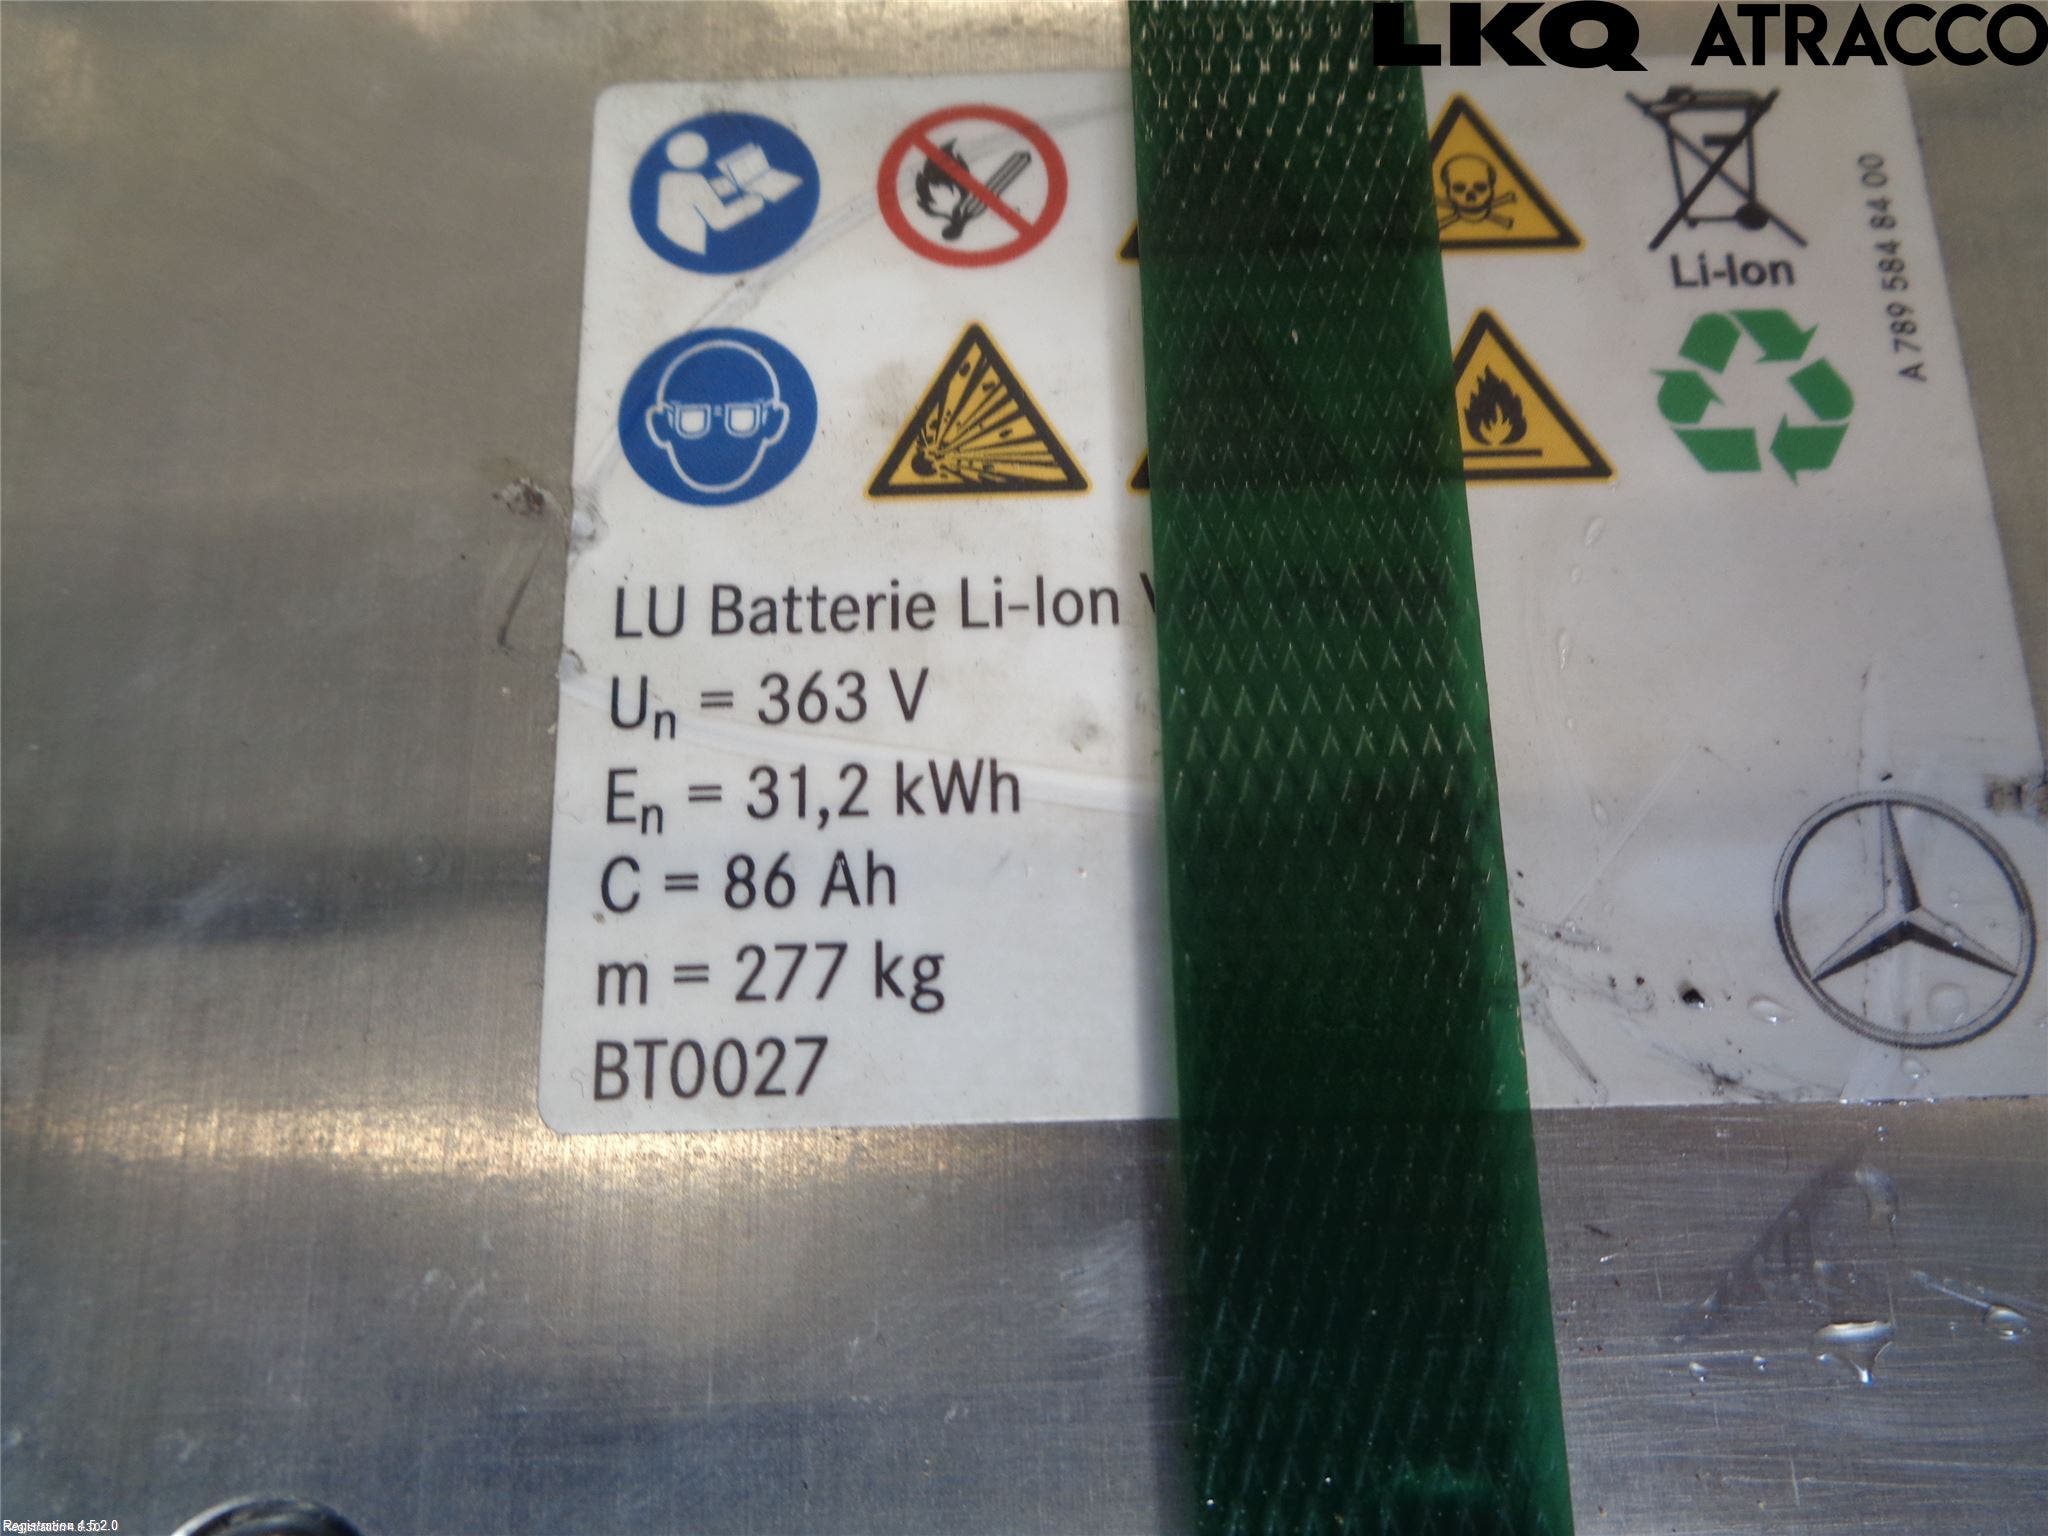 LKQ ATRACCO
Li-Ion
A 789 584 84 00
LU Batterie Li-Ion
Un = 363 V
En = 31,2 kWh
C = 86 Ah
m = 277 kg
BT0027